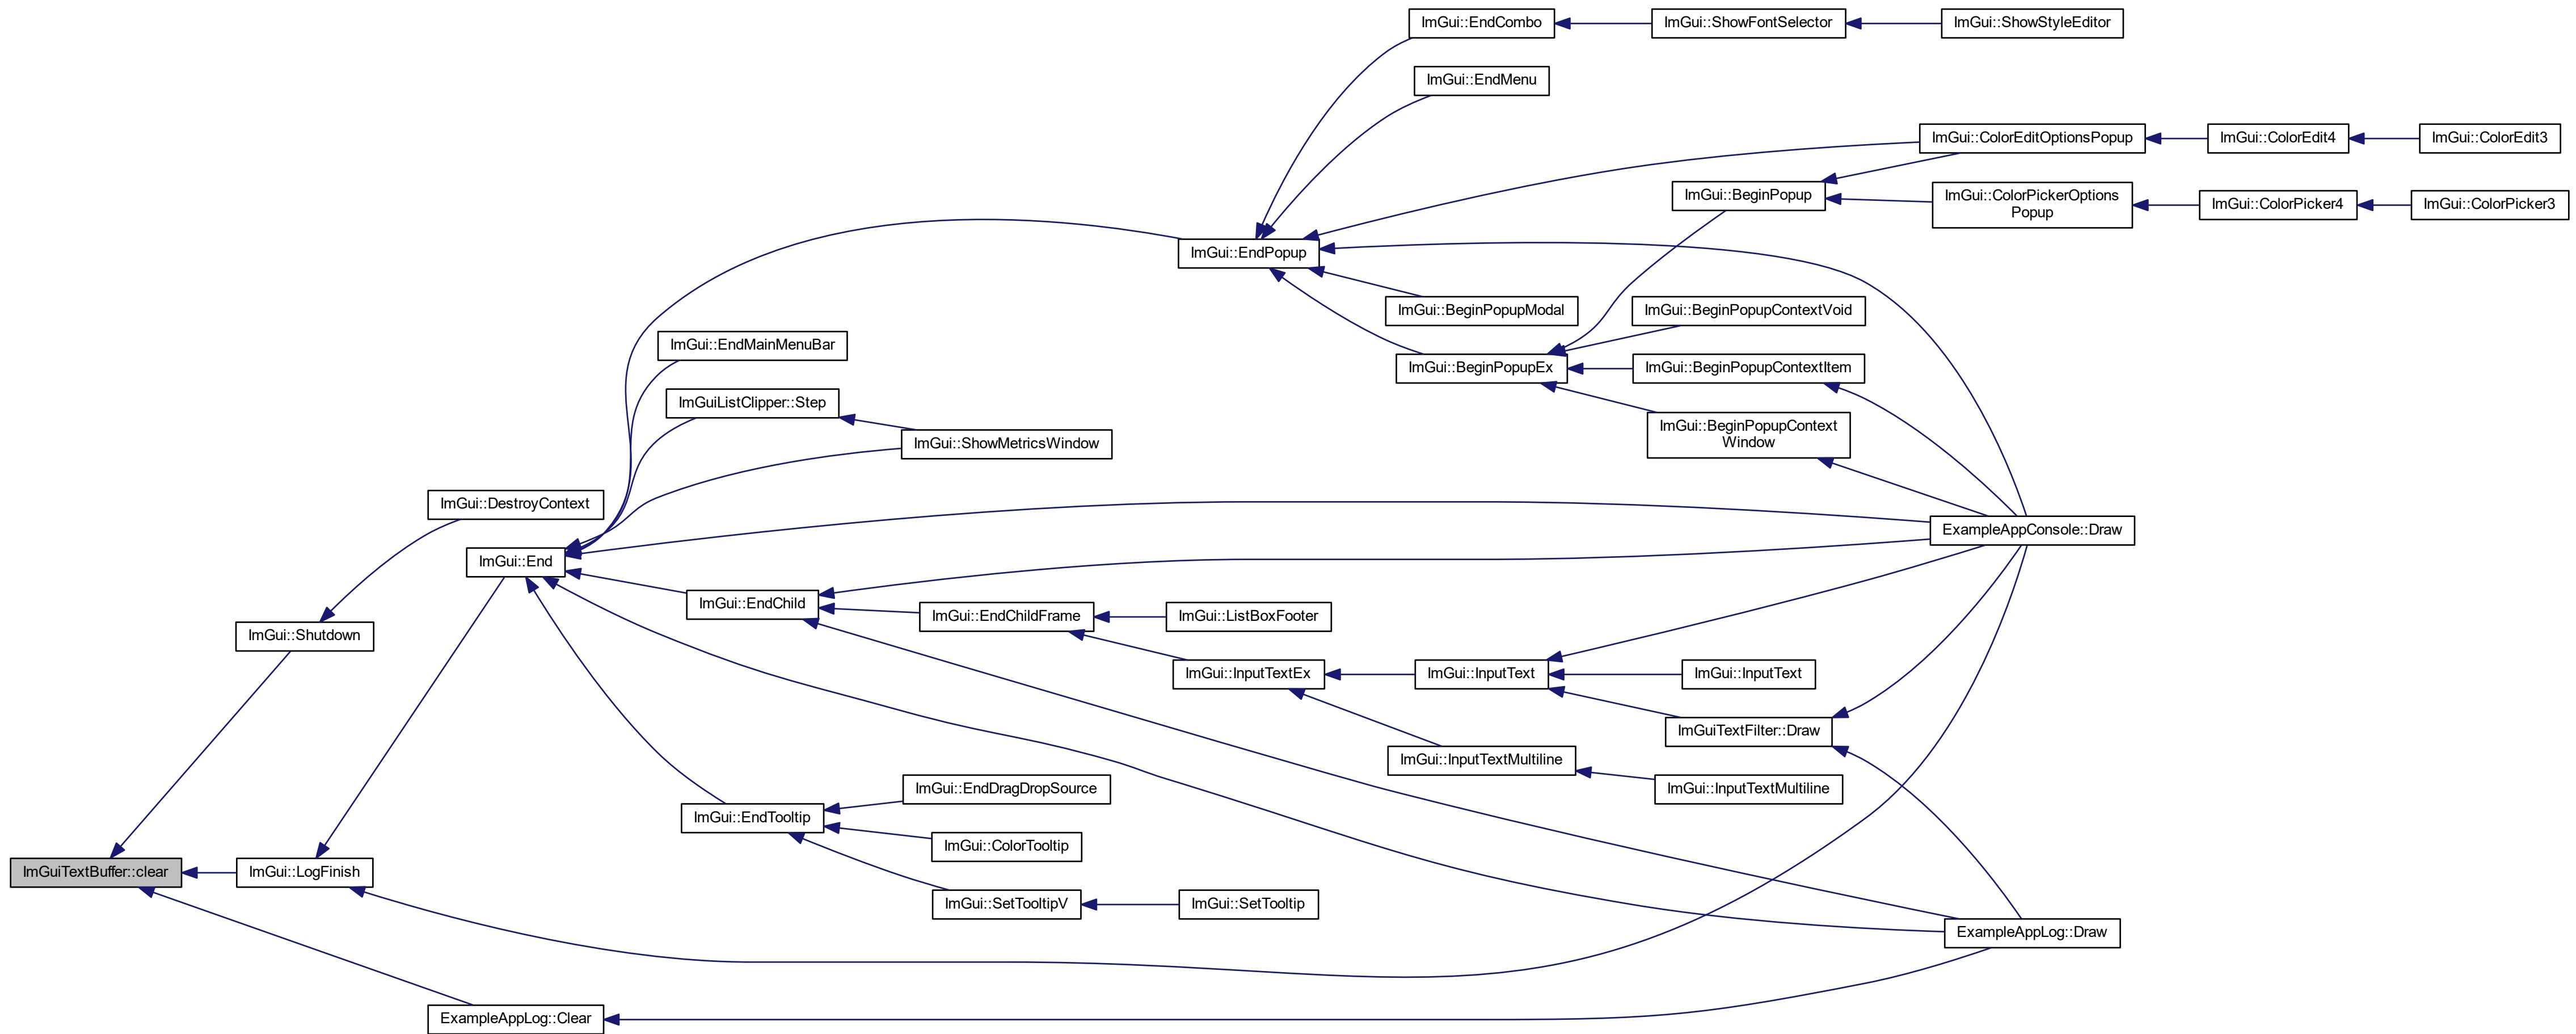 ImGui::EndCombo
ImGui::ShowFontSelector
ImGui::ShowStyleEditor
ImGui::EndMenu
ImGui::ColorEditOptionsPopup
ImGui::ColorEdit4
ImGui::ColorEdit3
ImGui::BeginPopup
ImGui::ColorPickerOptions
Popup
ImGui::ColorPicker4
ImGui::ColorPicker3
ImGui::EndPopup
ImGui::BeginPopupModal
ImGui::BeginPopupContextVoid
ImGui::EndMainMenuBar
ImGui::BeginPopupEx
ImGui::BeginPopupContextItem
ImGuiListClipper::Step
ImGui::BeginPopupContext
Window
ImGui::ShowMetricsWindow
ImGui::DestroyContext
ExampleAppConsole::Draw
ImGui::End
ImGui::EndChild
ImGui::EndChildFrame
ImGui::ListBoxFooter
ImGui::Shutdown
ImGui::InputTextEx
ImGui::InputText
ImGui::InputText
ImGuiTextFilter::Draw
ImGui::InputTextMultiline
ImGui::InputTextMultiline
ImGui::EndDragDropSource
ImGui::EndTooltip
ImGui::ColorTooltip
ImGuiTextBuffer::clear
ImGui::LogFinish
ImGui::SetTooltipV
ImGui::SetTooltip
ExampleAppLog::Draw
ExampleAppLog::Clear